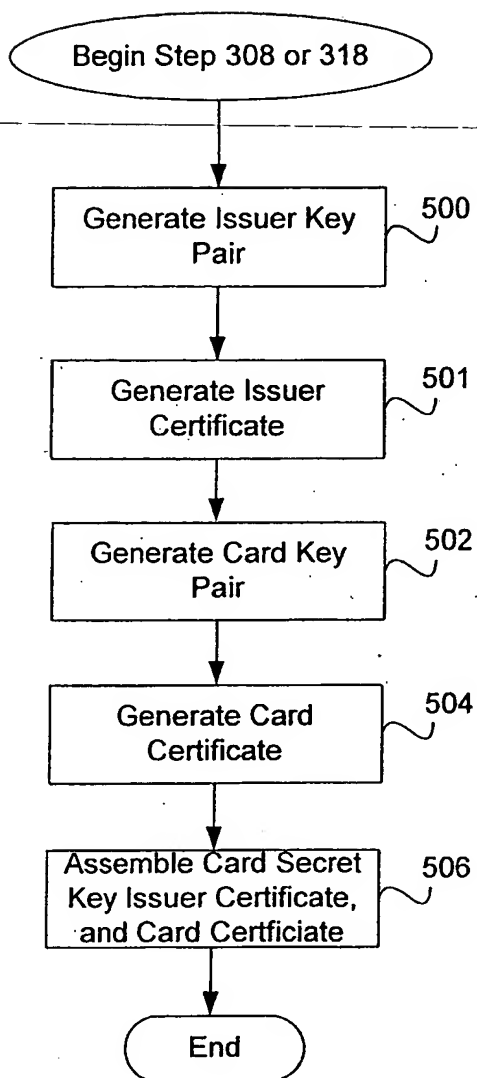 Begin Step 308 or 318
Generate Issuer Key
Pair
500
Generate Issuer
Certificate
501
Generate Card Key
Pair
502
Generate Card
Certificate
504
Assemble Card Secret
Key Issuer Certificate,
and Card Certficiate
506
End